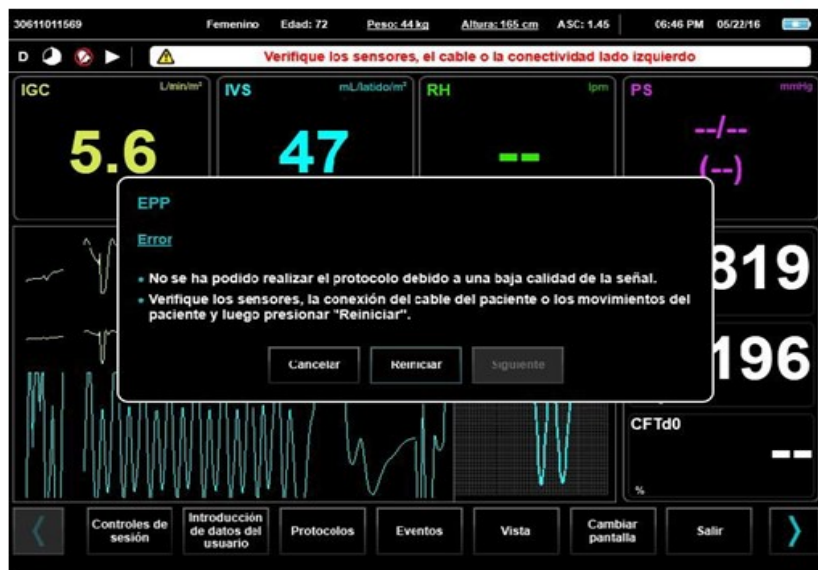 30611011569 Femenino Edad: 72 Peso: 44 kg Altura: 165 cm ASC: 1.45 06:46 PM 05/22/16
D Verifique los sensores, el cable o la conectividad lado izquierdo
IGC L/min/m² IVS mL/latido/m² RH lpm PS mmHg
5.6 47 -- --/--
(--)
EPP
Error
• No se ha podido realizar el protocolo debido a una baja calidad de la señal.
• Verifique los sensores, la conexión del cable del paciente o los movimientos del
paciente y luego presionar "Reiniciar".
Cancelar Reiniciar Siguiente
819
196
CFTd0
--
%
Controles de sesión
Introducción de datos del usuario
Protocolos
Eventos
Vista
Cambiar pantalla
Salir